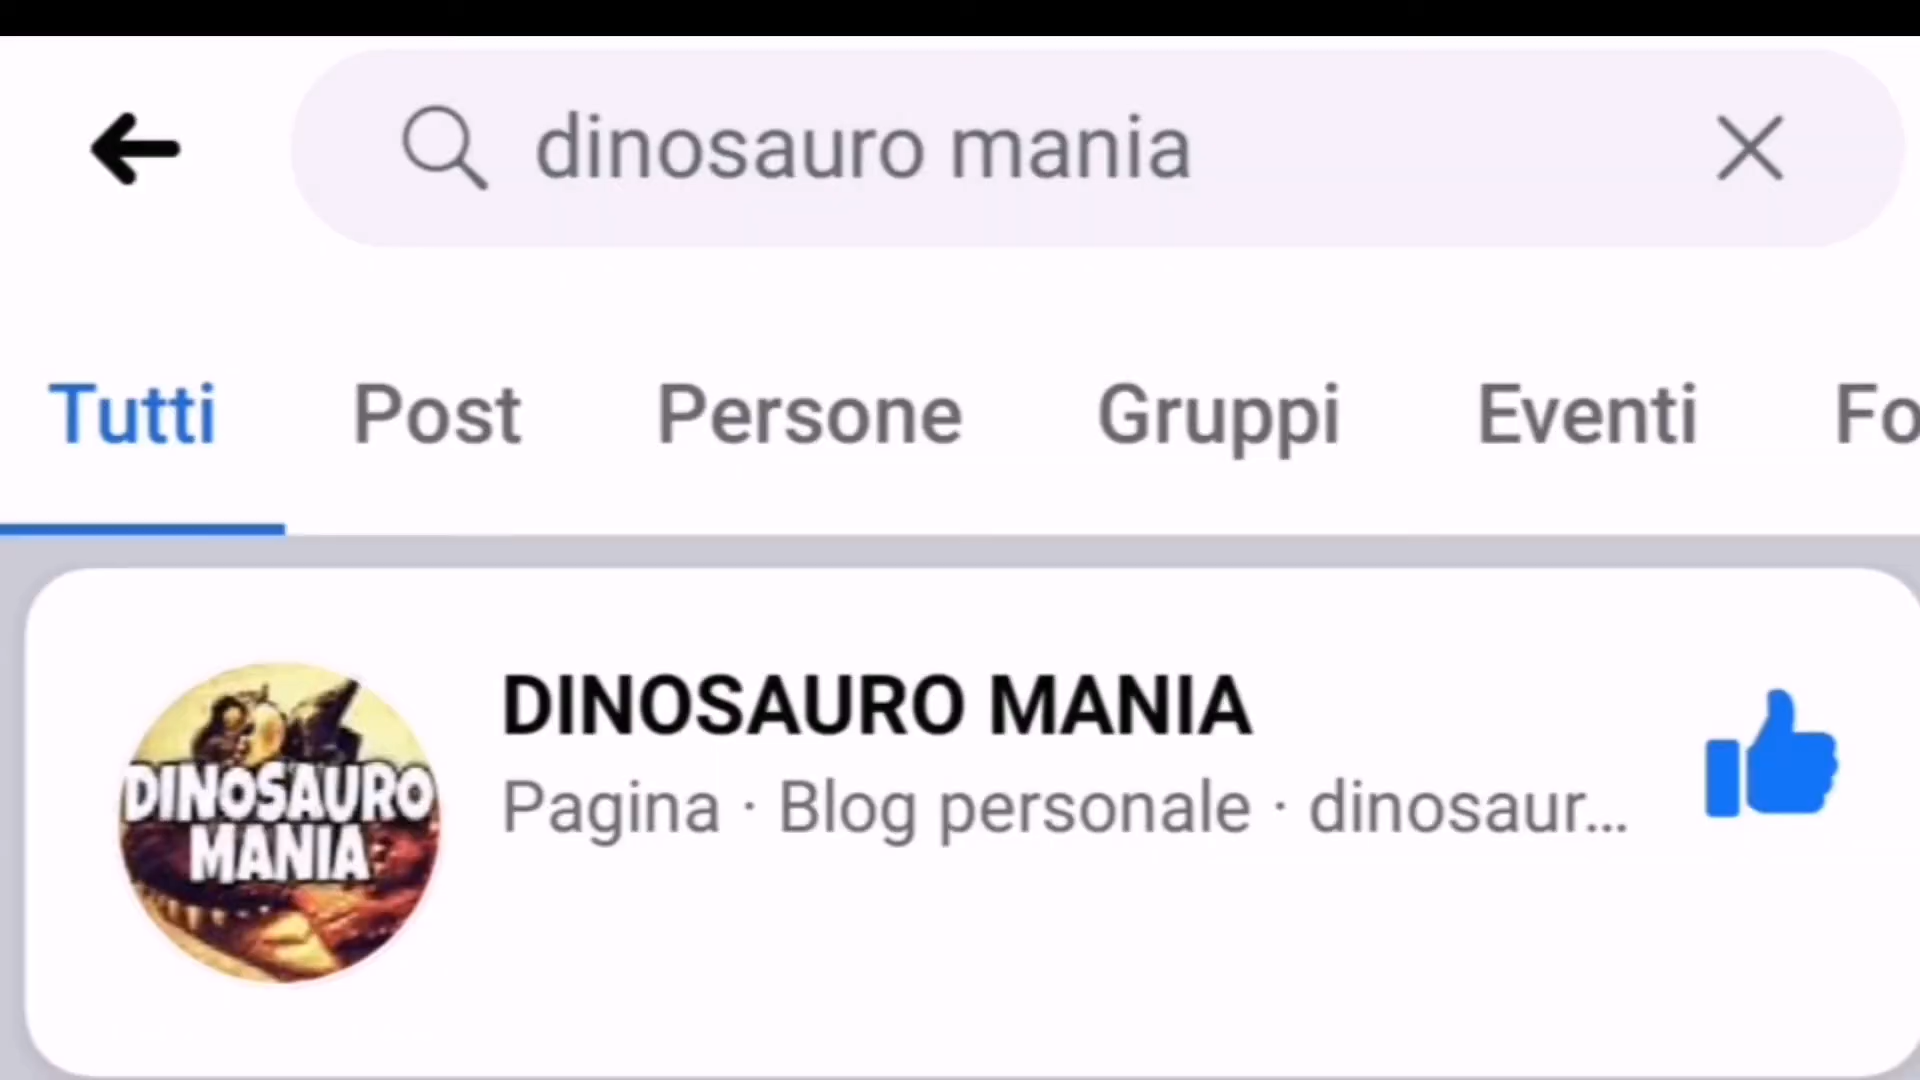 dinosauro mania
Tutti Post Persone Gruppi Eventi Fo
DINOSAURO MANIA
Pagina · Blog personale · dinosaur...
DINOSAURO
MANIA